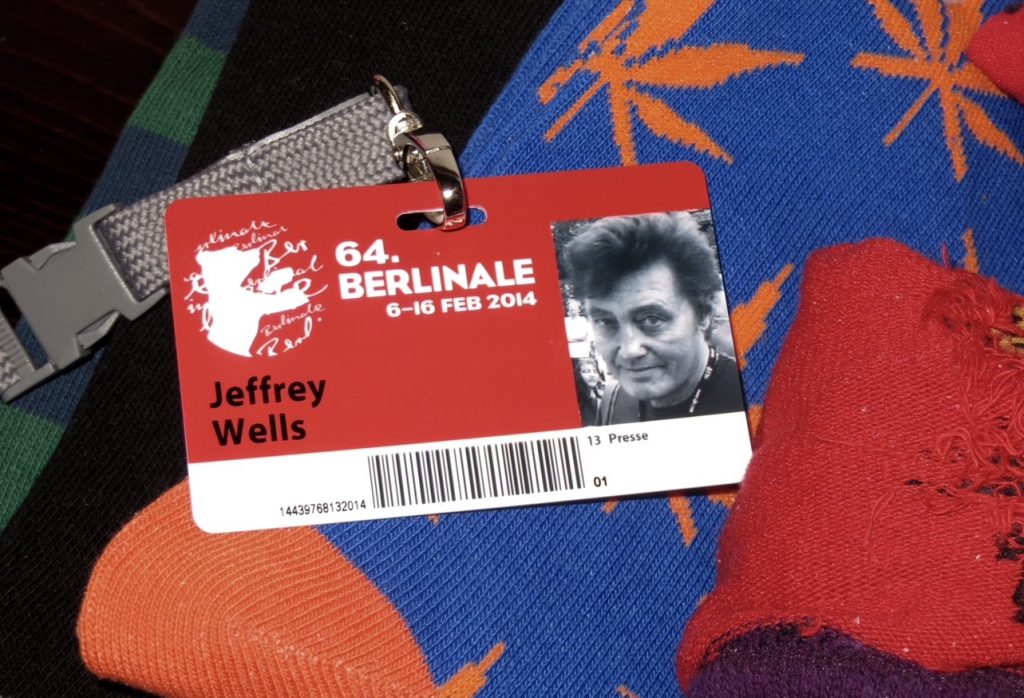 64.
BERLINALE
6–16 FEB 2014
Jeffrey
Wells
13 Presse
01
14439768132014